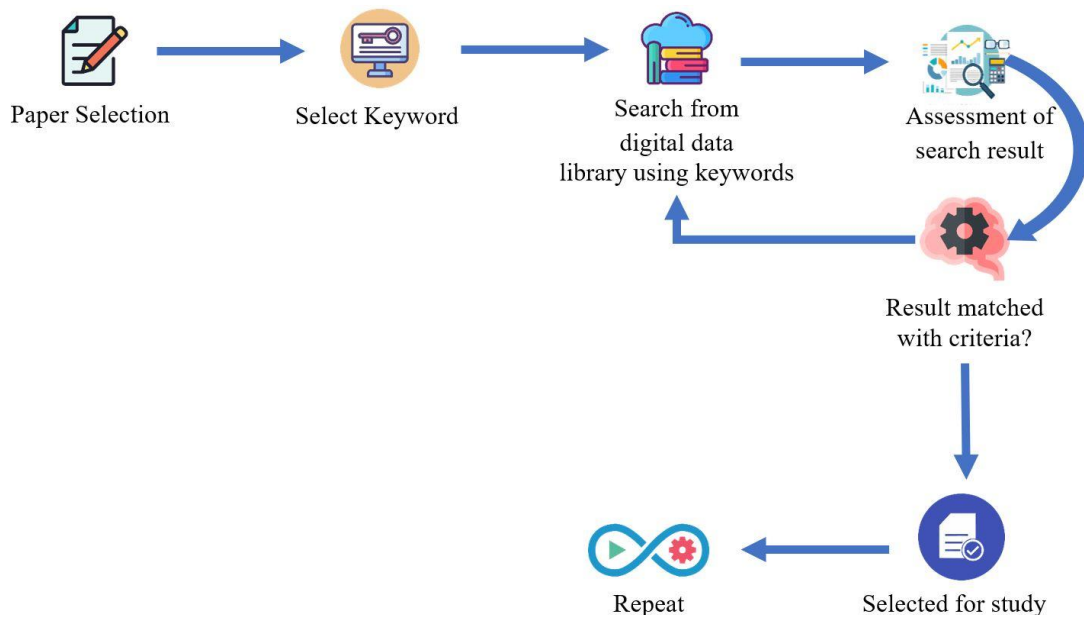 Paper Selection
Select Keyword
Search from
digital data
library using keywords
Assessment of
search result
Result matched
with criteria?
Selected for study
Repeat